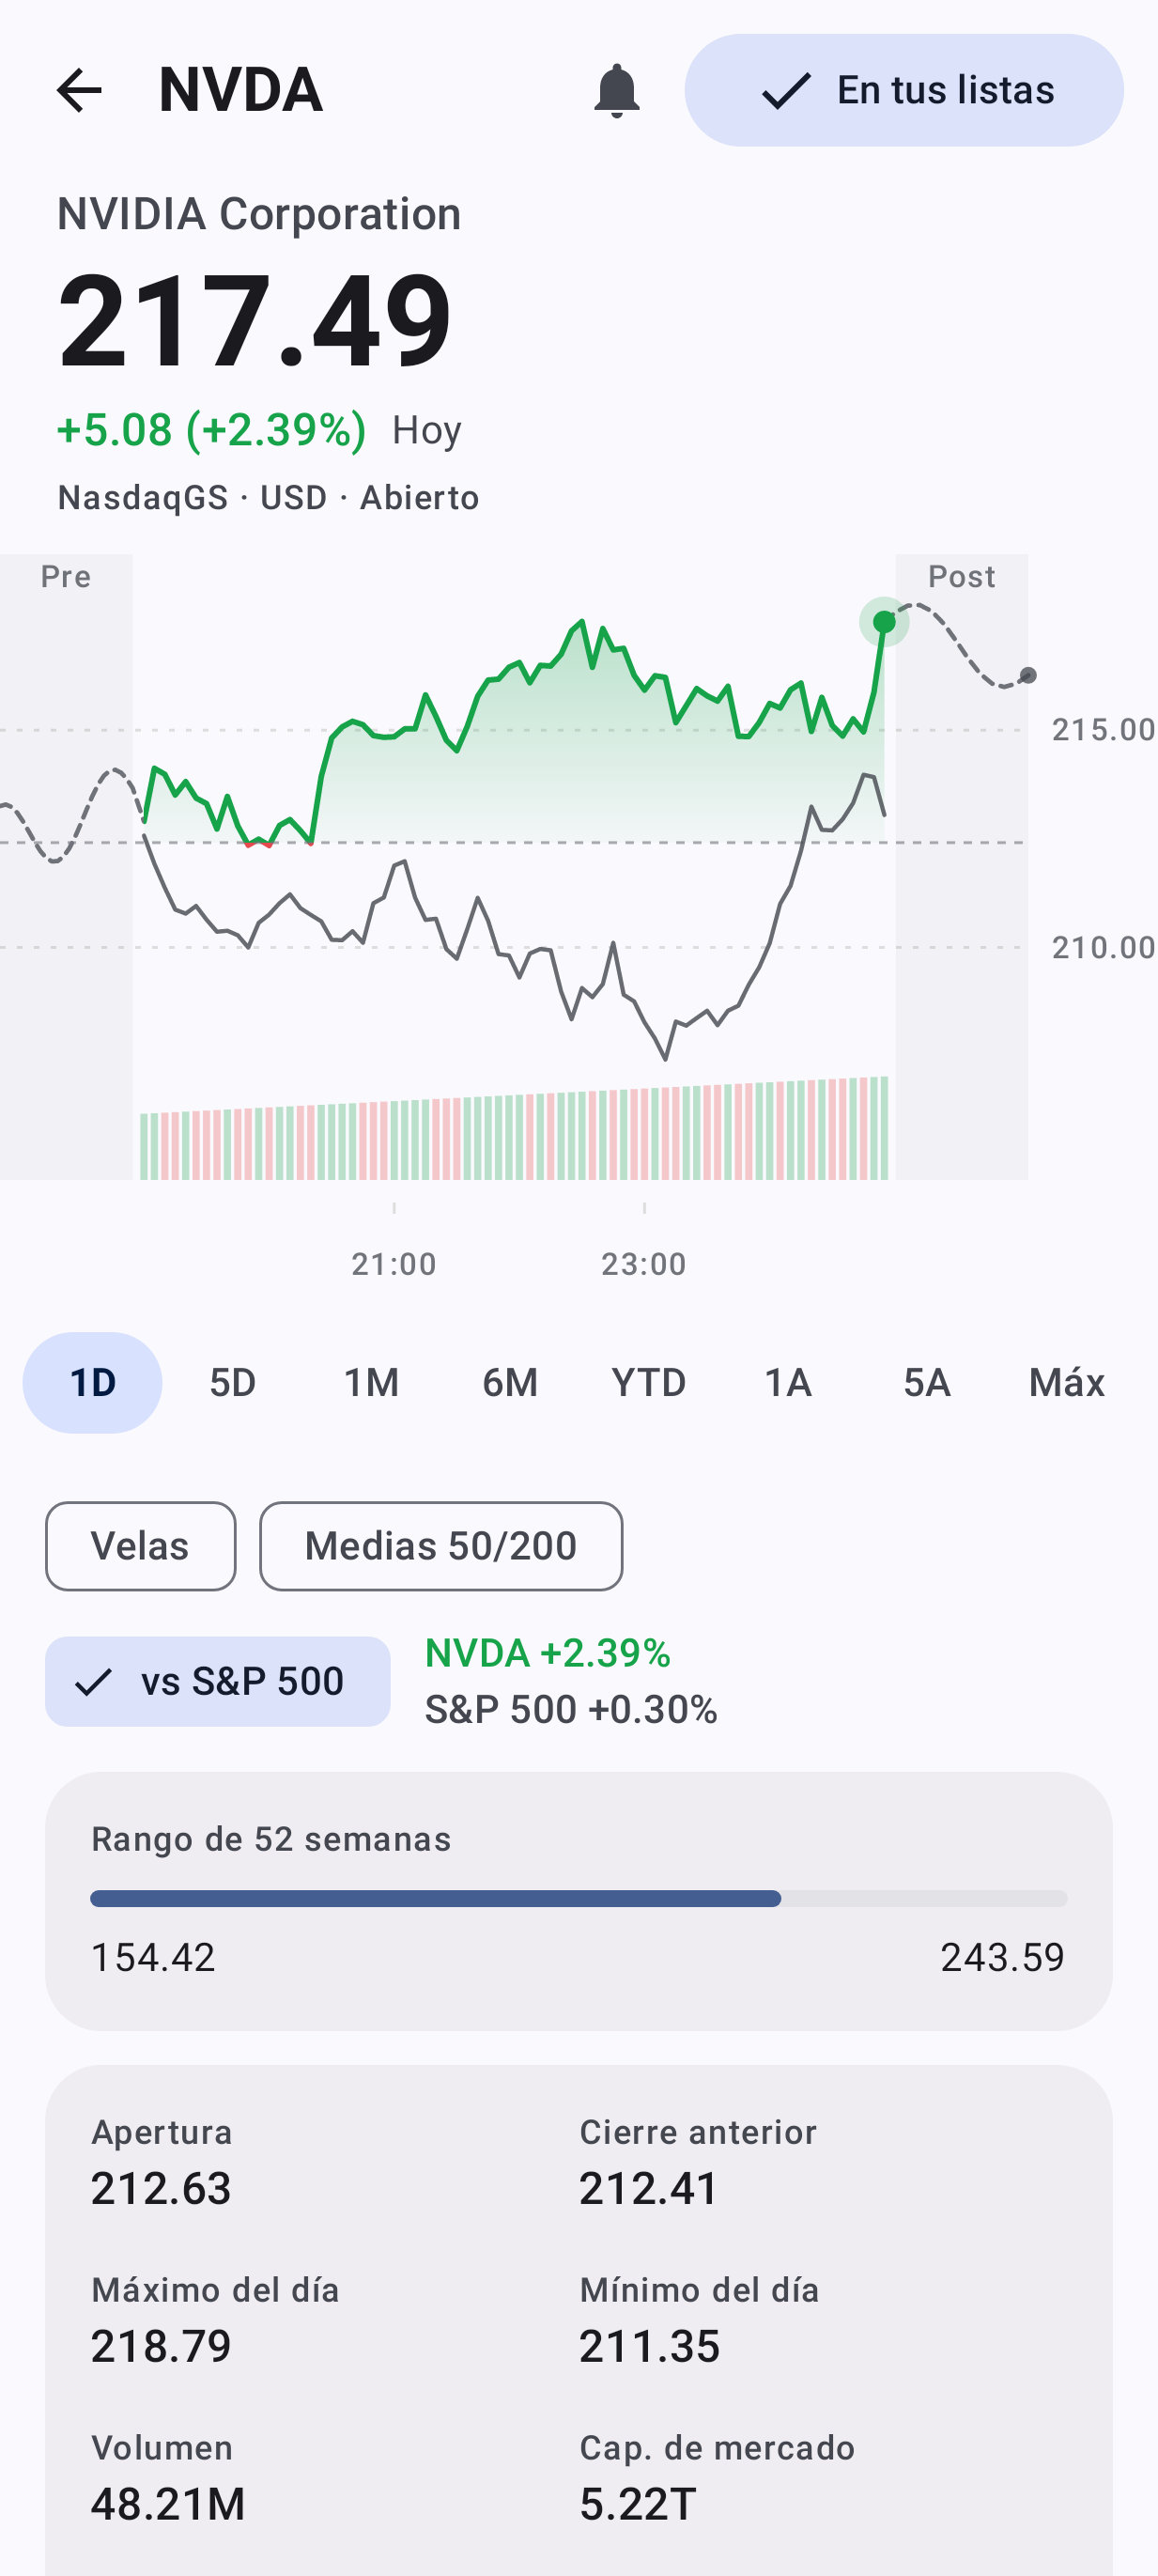 NVDA
En tus listas
NVIDIA Corporation
217.49
+5.08 (+2.39%) Hoy
NasdaqGS · USD · Abierto
Pre
Post
215.00
210.00
21:00 23:00
1D 5D 1M 6M YTD 1A 5A Máx
Velas
Medias 50/200
vs S&P 500
NVDA +2.39%
S&P 500 +0.30%
Rango de 52 semanas
154.42 243.59
Apertura Cierre anterior
212.63 212.41
Máximo del día Mínimo del día
218.79 211.35
Volumen Cap. de mercado
48.21M 5.22T